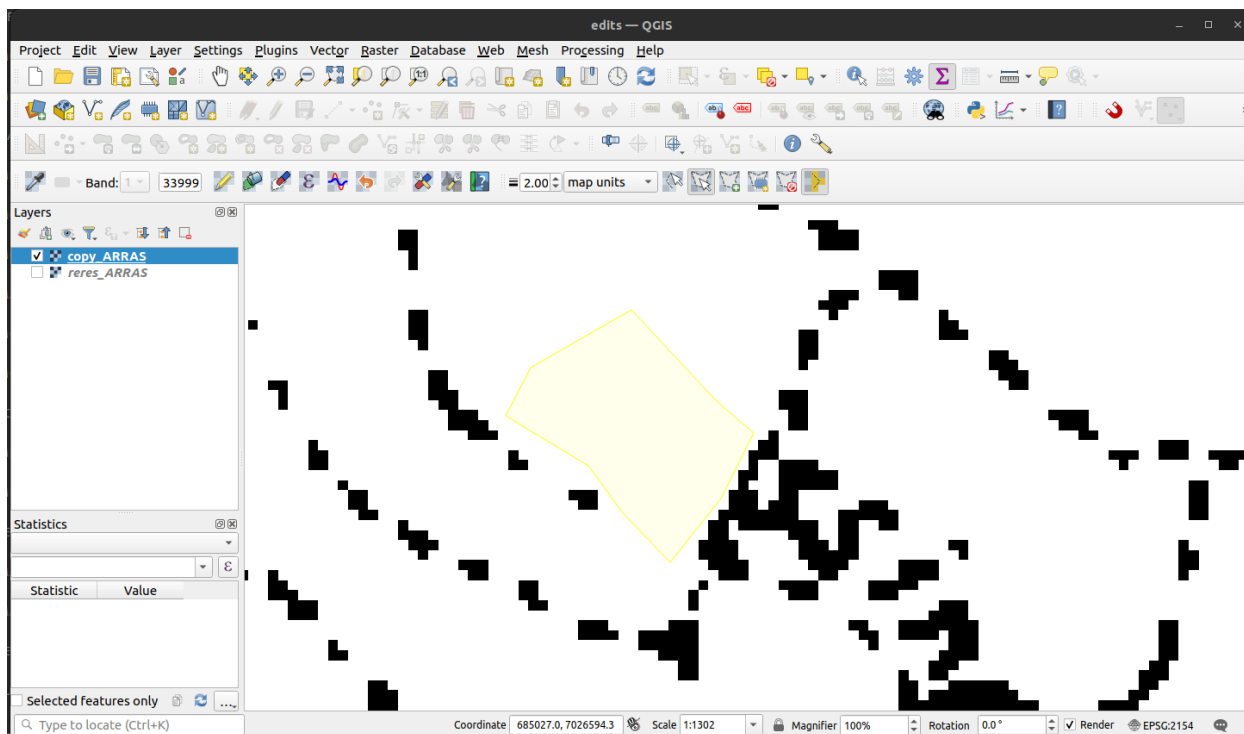 edits — QGIS
Project Edit View Layer Settings Plugins Vector Raster Database Web Mesh Processing Help
Band: 1 33999 2.00 map units
Layers
copy_ARRAS
reres_ARRAS
Statistics
Statistic Value
Selected features only
Type to locate (Ctrl+K) Coordinate 685027.0, 7026594.3 Scale 1:1302 Magnifier 100% Rotation 0.0 ° Render EPSG:2154